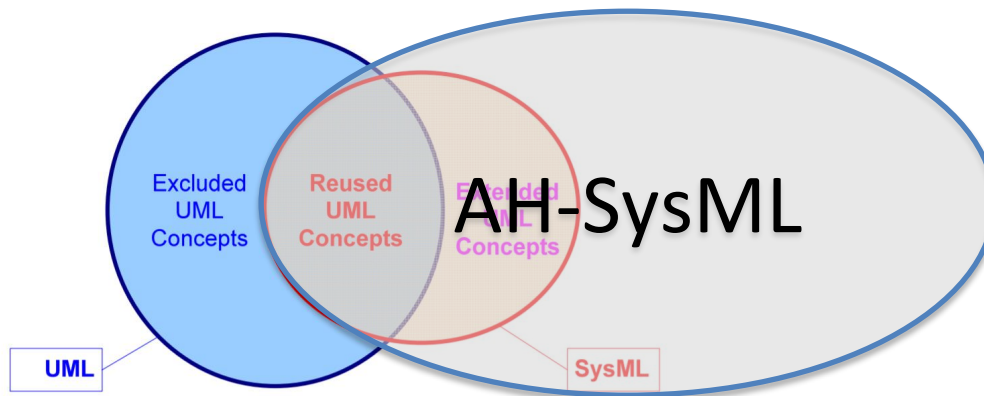 Excluded
UML
Concepts
Reused
UML
Concepts
Extended
UML
Concepts
AH-SysML
UML
SysML